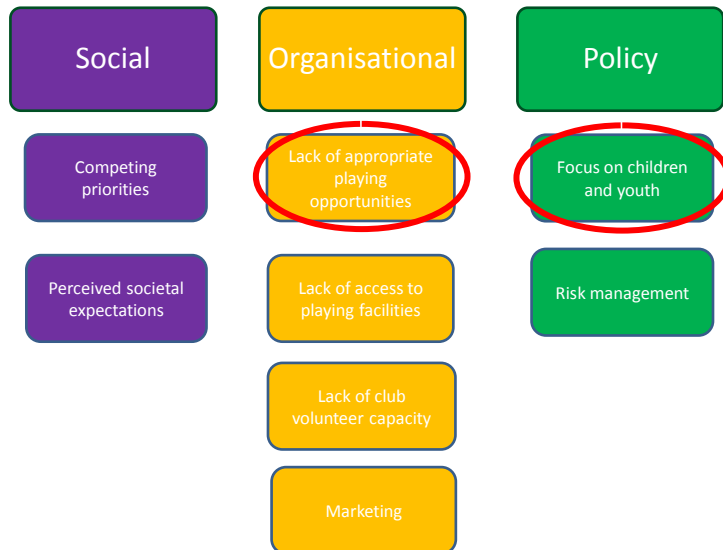 Social
Competing
priorities
Perceived societal
expectations
Organisational
Lack of appropriate
playing
opportunities
Lack of access to
playing facilities
Lack of club
volunteer capacity
Marketing
Policy
Focus on children
and youth
Risk management